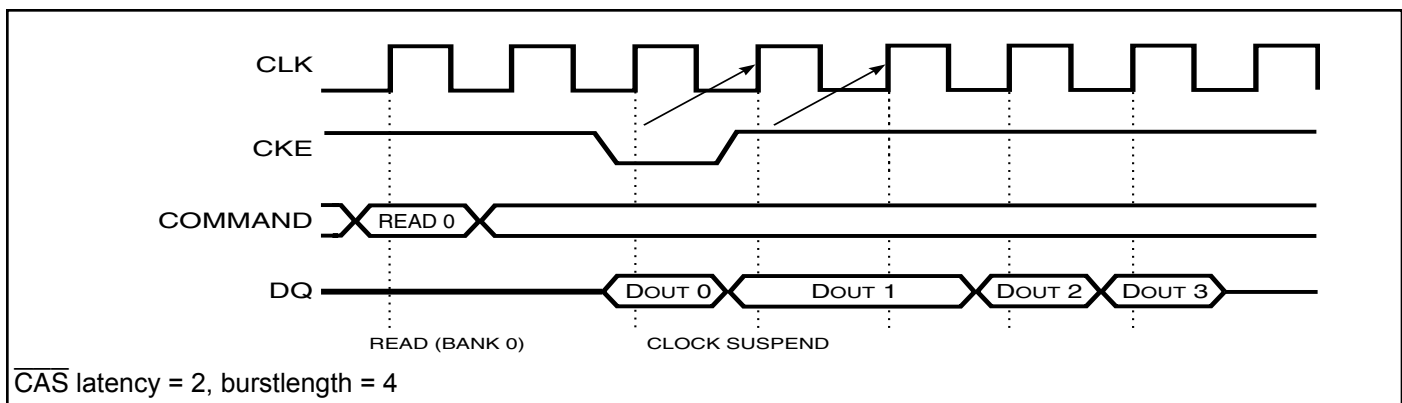 CLK
CKE
COMMAND
READ 0
DQ
DOUT 0
DOUT 1
DOUT 2
DOUT 3
READ (BANK 0)
CLOCK SUSPEND
C̅A̅S̅ latency = 2, burstlength = 4